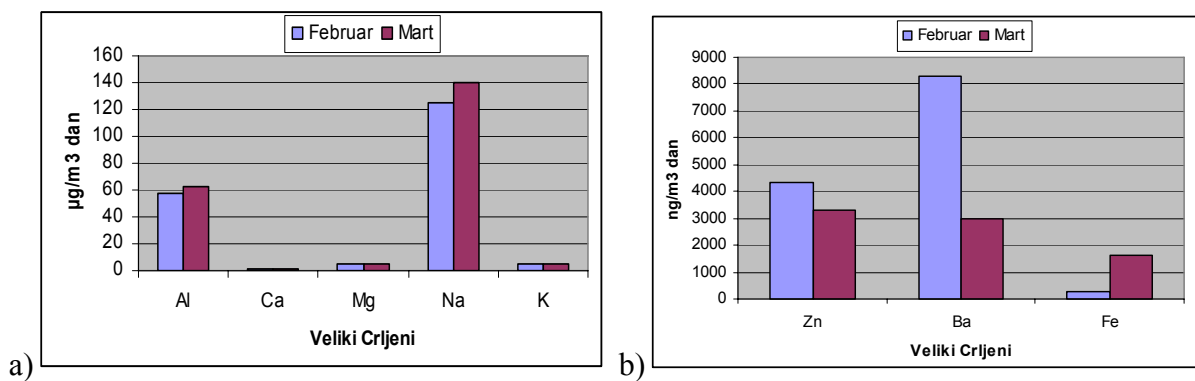 Februar Mart
µg/m3 dan
160
140
120
100
80
60
40
20
0
Al Ca Mg Na K
Veliki Crljeni
a)
Februar Mart
ng/m3 dan
9000
8000
7000
6000
5000
4000
3000
2000
1000
0
Zn Ba Fe
Veliki Crljeni
b)